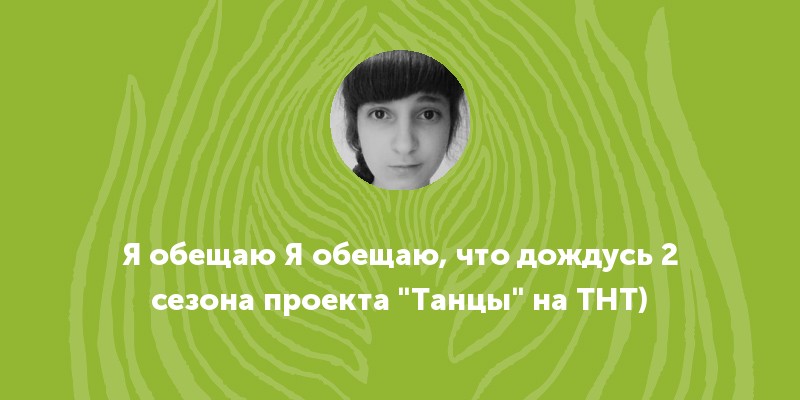 Я обещаю Я обещаю, что дождусь 2
сезона проекта "Танцы" на ТНТ)